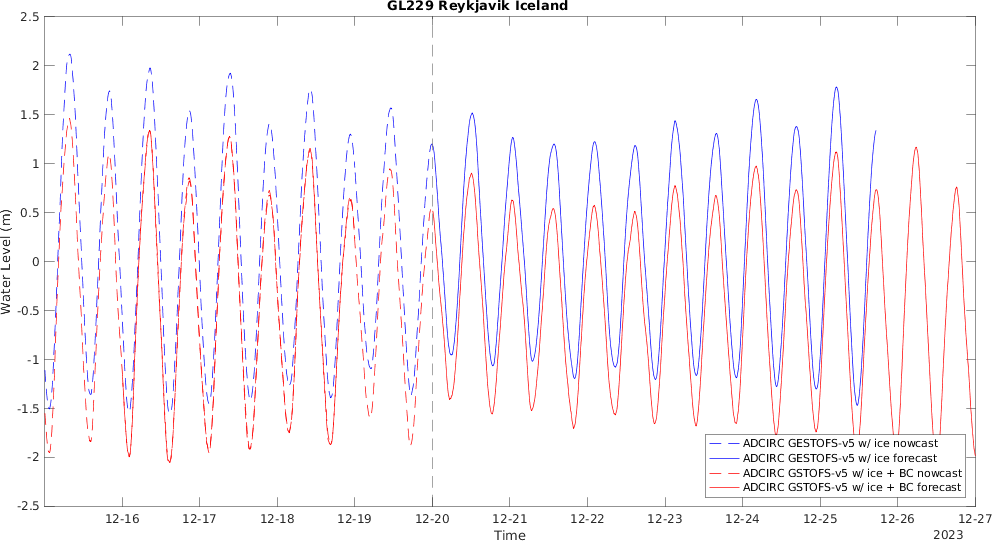 GL229 Reykjavik Iceland
2.5
2
1.5
1
0.5
0
-0.5
-1
-1.5
-2
-2.5
Water Level (m)
ADCIRC GESTOFS-v5 w/ ice nowcast
ADCIRC GESTOFS-v5 w/ ice forecast
ADCIRC GSTOFS-v5 w/ ice + BC nowcast
ADCIRC GSTOFS-v5 w/ ice + BC forecast
12-16 12-17 12-18 12-19 12-20 12-21 12-22 12-23 12-24 12-25 12-26 12-27
Time
2023